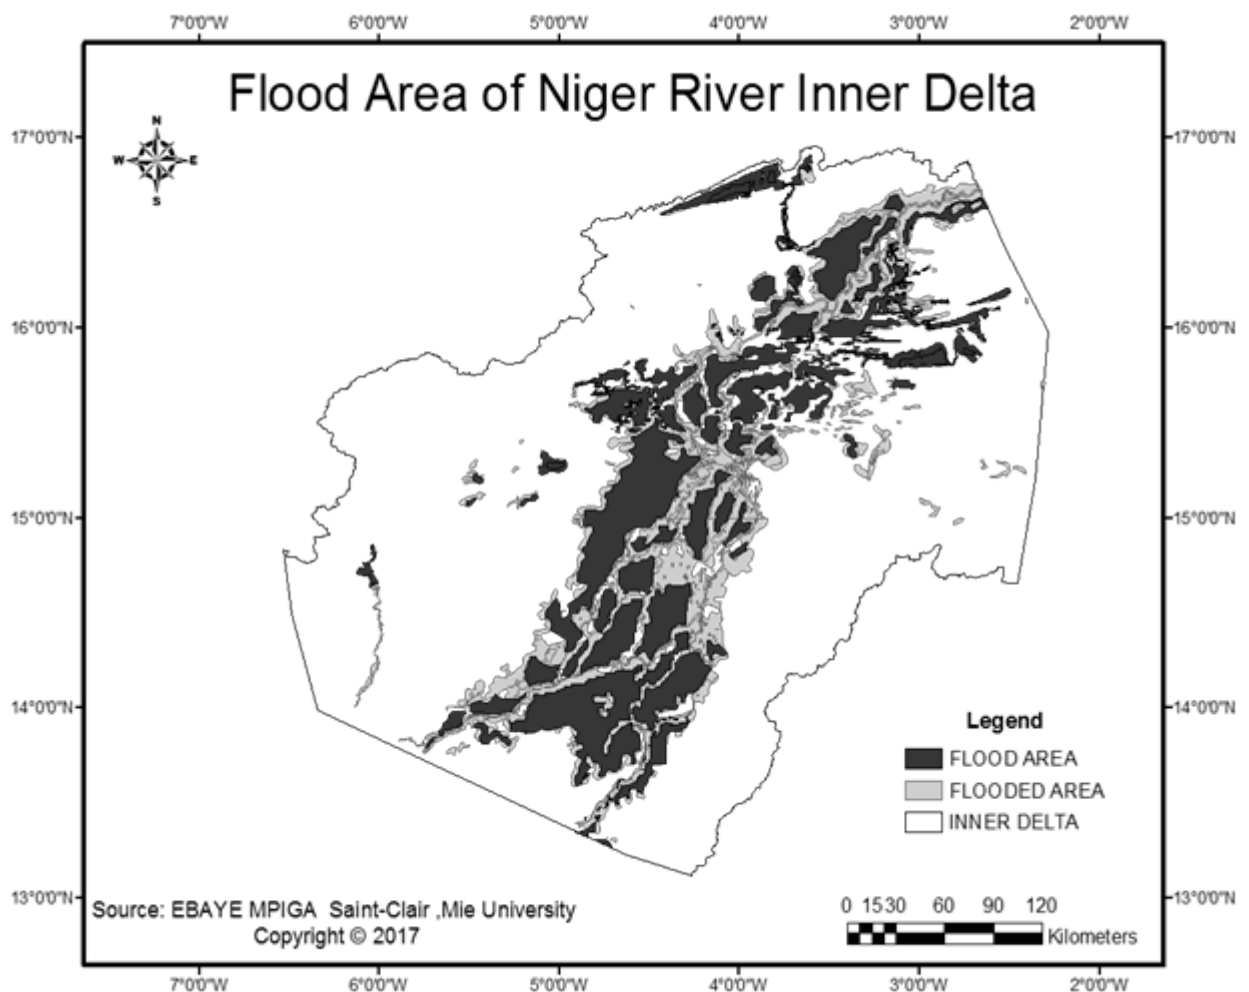 7°0'0"W 6°0'0"W 5°0'0"W 4°0'0"W 3°0'0"W 2°0'0"W
Flood Area of Niger River Inner Delta
N
W E
S
17°0'0"N 17°0'0"N
16°0'0"N 16°0'0"N
15°0'0"N 15°0'0"N
14°0'0"N 14°0'0"N
Legend
FLOOD AREA
FLOODED AREA
INNER DELTA
13°0'0"N 13°0'0"N
Source: EBAYE MPIGA Saint-Clair ,Mie University
Copyright © 2017
0 15 30 60 90 120
Kilometers
7°0'0"W 6°0'0"W 5°0'0"W 4°0'0"W 3°0'0"W 2°0'0"W